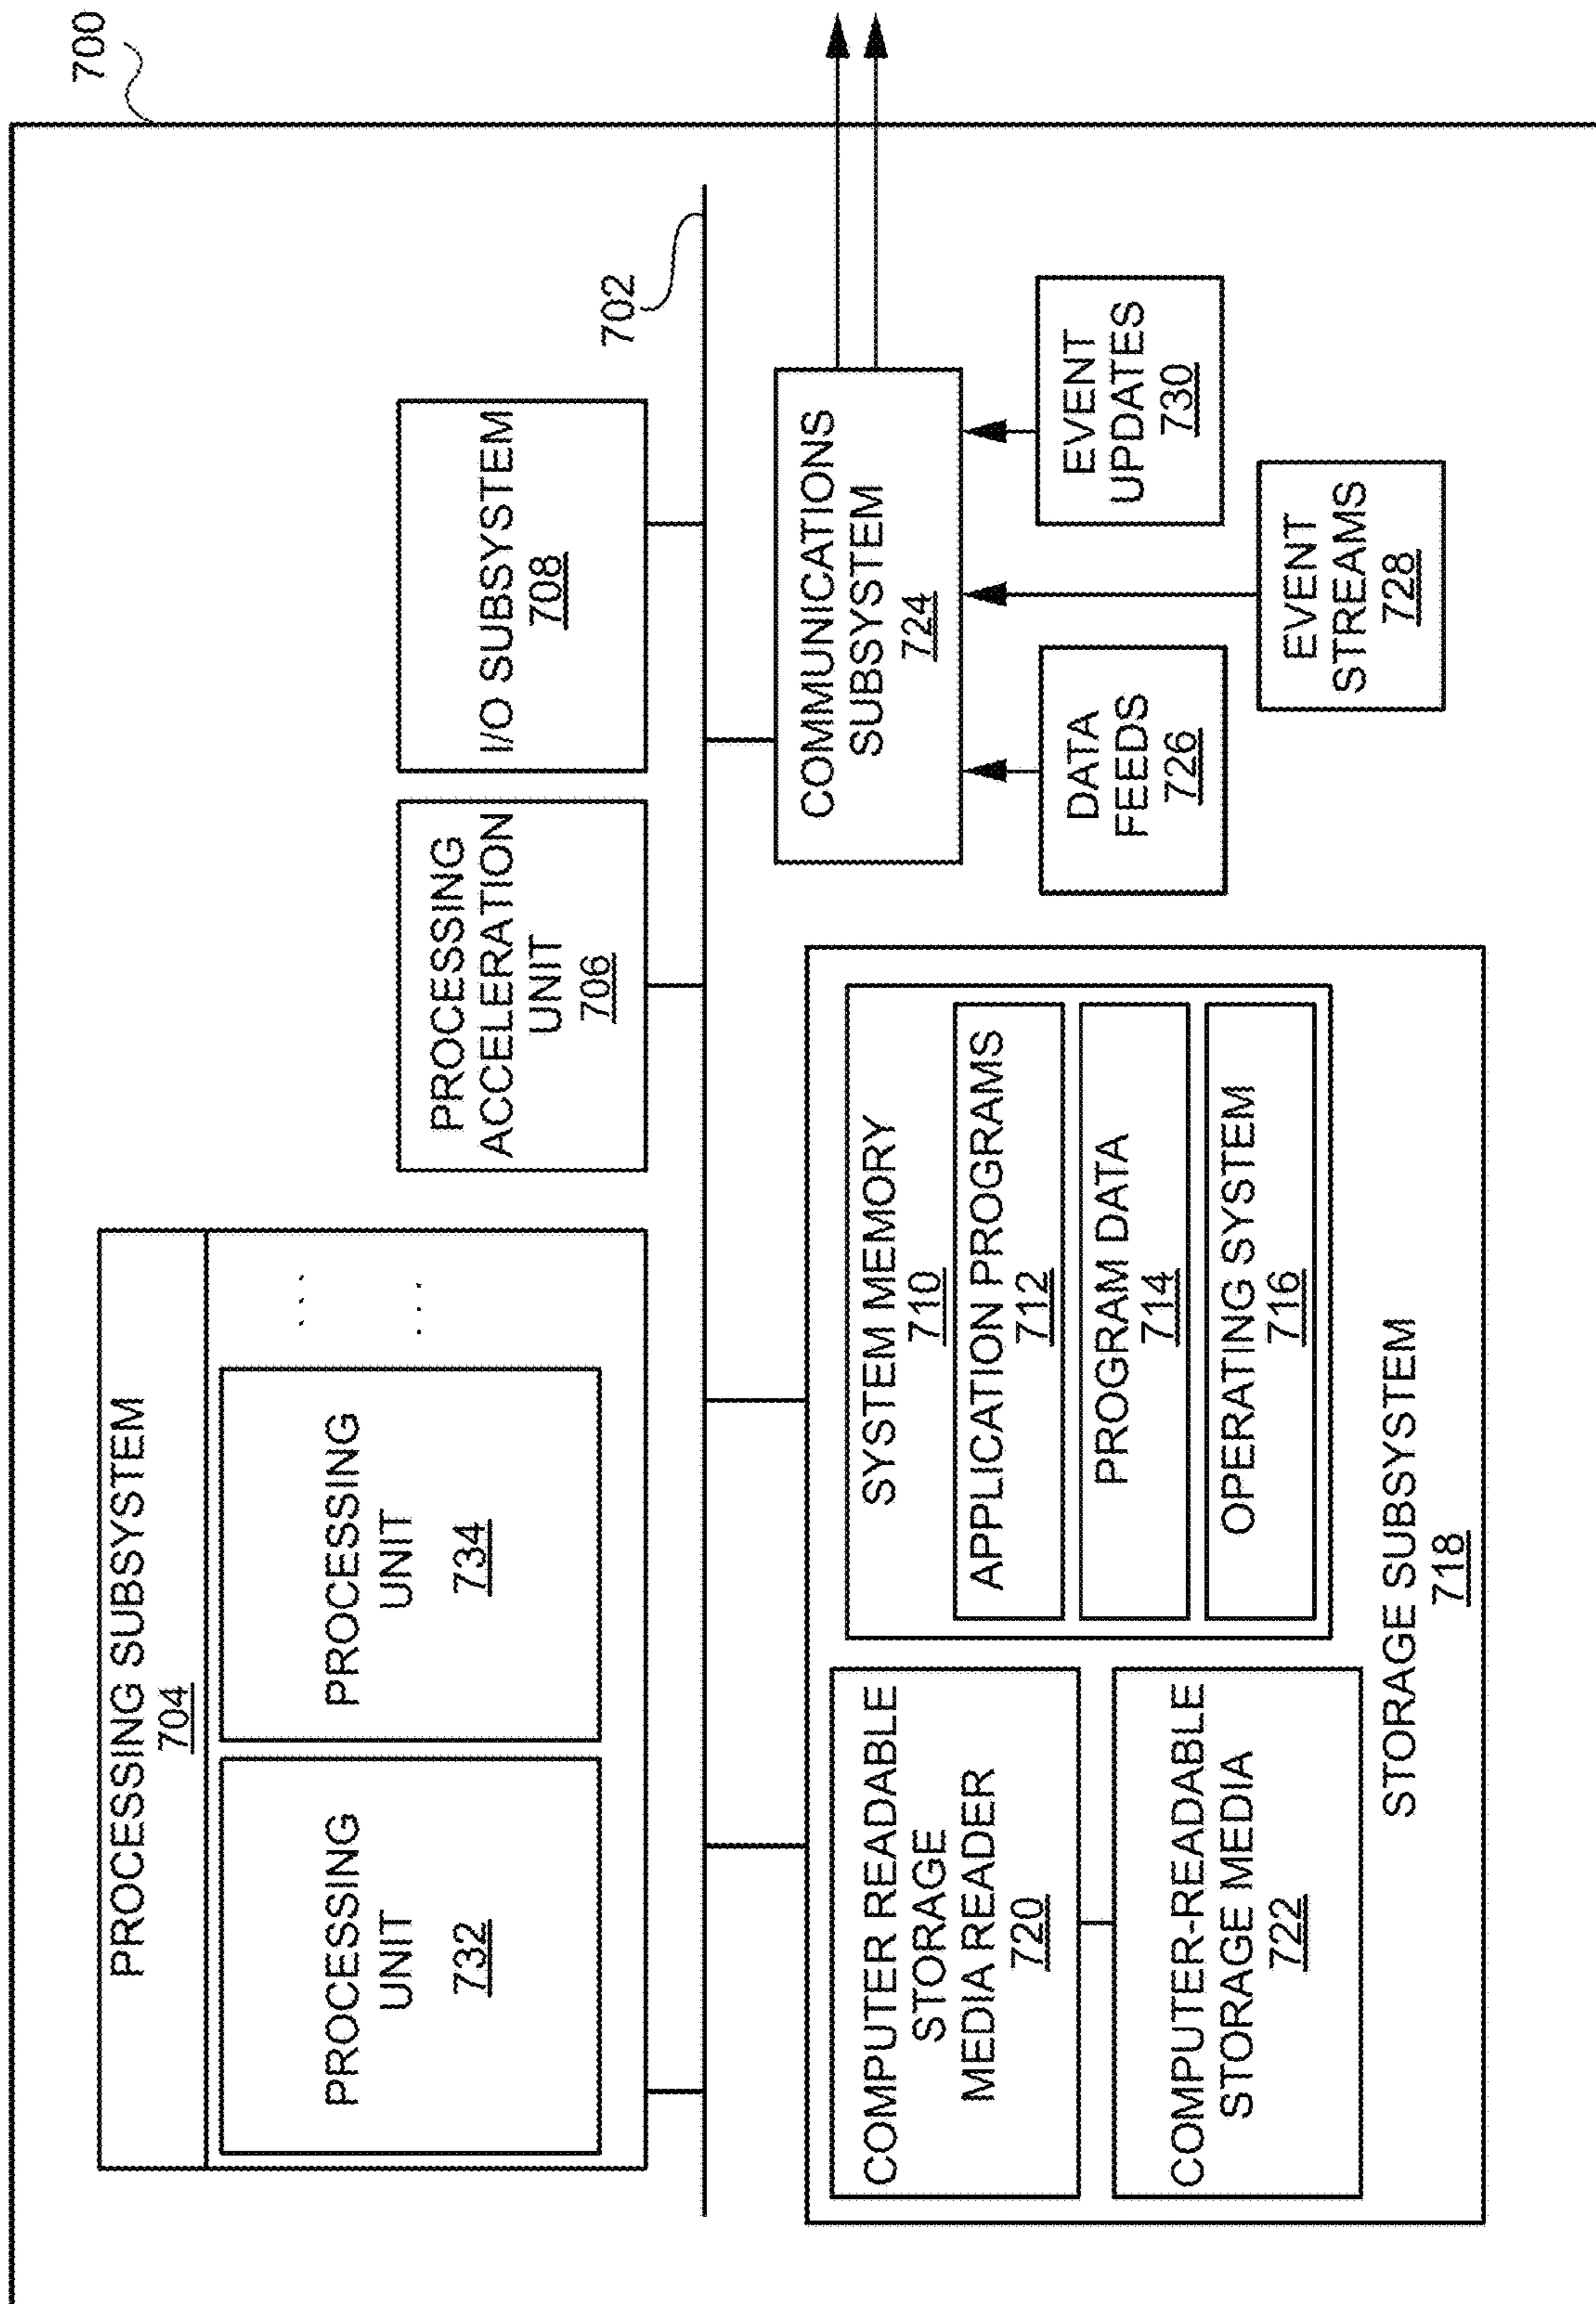 700
PROCESSING SUBSYSTEM
704
PROCESSING
UNIT
732
PROCESSING
UNIT
734
. . .
. . .
PROCESSING
ACCELERATION
UNIT
706
I/O SUBSYSTEM
708
702
COMPUTER READABLE
STORAGE
MEDIA READER
720
COMPUTER-READABLE
STORAGE MEDIA
722
SYSTEM MEMORY
710
APPLICATION PROGRAMS
712
PROGRAM DATA
714
OPERATING SYSTEM
716
STORAGE SUBSYSTEM
718
COMMUNICATIONS
SUBSYSTEM
724
DATA
FEEDS
726
EVENT
STREAMS
728
EVENT
UPDATES
730